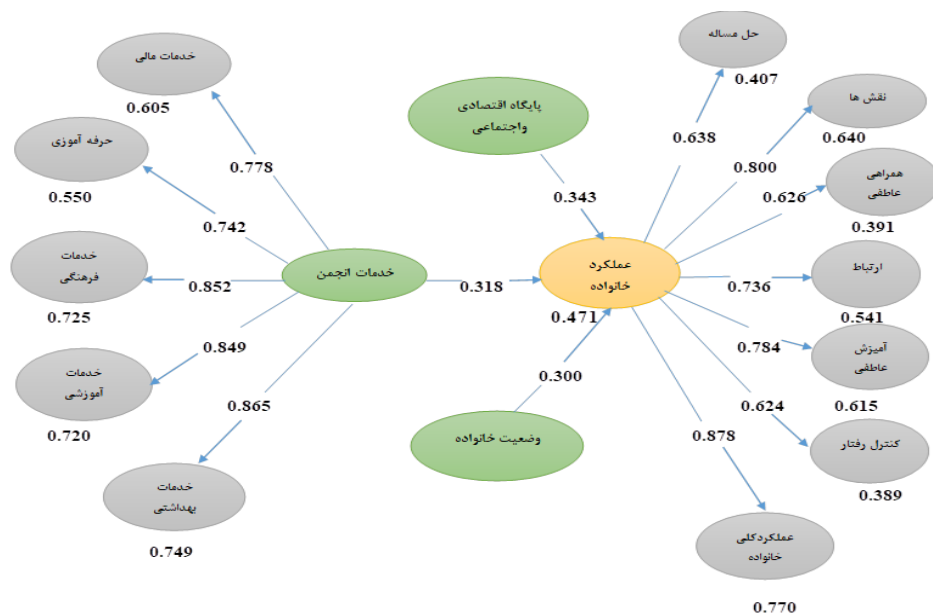 حل مساله
0.407
خدمات مالی
0.605
پایگاه اقتصادی
واجتماعی
نقش ها
0.640
0.638
0.800
حرفه آموزی
0.550
0.778
همراهی
عاطفی
0.391
0.343
0.626
0.742
خدمات
فرهنگی
0.725
0.852
خدمات انجمن
0.318
عملکرد
خانواده
0.471
0.736
ارتباط
0.541
خدمات
آموزشی
0.720
0.849
0.784
آمیزش
عاطفی
0.615
0.300
0.865
0.624
وضعیت خانواده
0.878
کنترل رفتار
0.389
خدمات
بهداشتی
0.749
عملکردکلی
خانواده
0.770